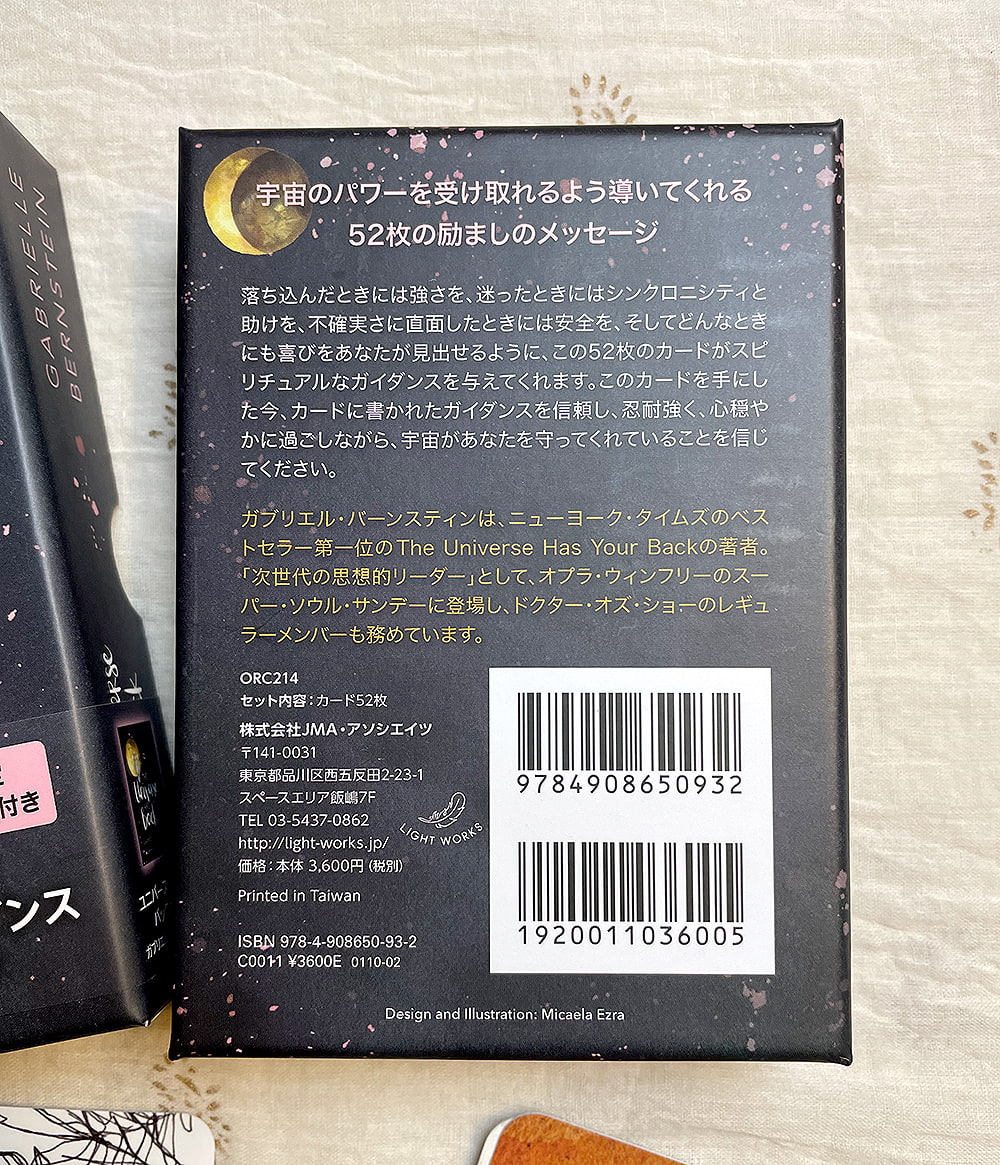 GABRIELLE
BERNSTEIN
付き
ンス
宇宙のパワーを受け取れるよう導いてくれる
52枚の励ましのメッセージ
落ち込んだときには強さを、迷ったときにはシンクロニシティと
助けを、不確実さに直面したときには安全を、そしてどんなとき
にも喜びをあなたが見出せるように、この52枚のカードがスピ
リチュアルなガイダンスを与えてくれます。このカードを手にし
た今、カードに書かれたガイダンスを信頼し、忍耐強く、心穏や
かに過ごしながら、宇宙があなたを守ってくれていることを信じ
てください。
ガブリエル・バーンスティンは、ニューヨーク・タイムズのベス
トセラー第一位のThe Universe Has Your Backの著者。
「次世代の思想的リーダー」として、オプラ・ウィンフリーのスー
パー・ソウル・サンデーに登場し、ドクター・オズ・ショーのレギュ
ラーメンバーも務めています。
ORC214
セット内容：カード52枚
株式会社JMA・アソシエイツ
〒141-0031
東京都品川区西五反田2-23-1
スペースエリア飯嶋7F
TEL 03-5437-0862
http://light-works.jp/
価格：本体 3,600円（税別）
Printed in Taiwan
ISBN 978-4-908650-93-2
C0011 ¥3600E 0110-02
LIGHT WORKS
9784908650932
1920011036005
Design and Illustration: Micaela Ezra